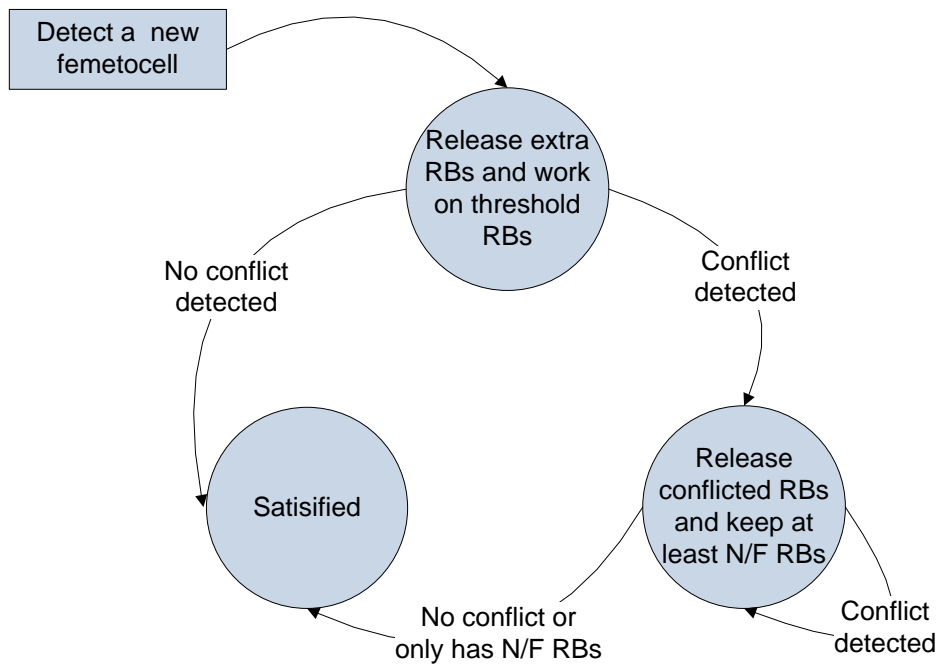 Detect a new
femetocell
Release extra
RBs and work
on threshold
RBs
No conflict
detected
Conflict
detected
Satisified
Release
conflicted RBs
and keep at
least N/F RBs
No conflict or
only has N/F RBs
Conflict
detected